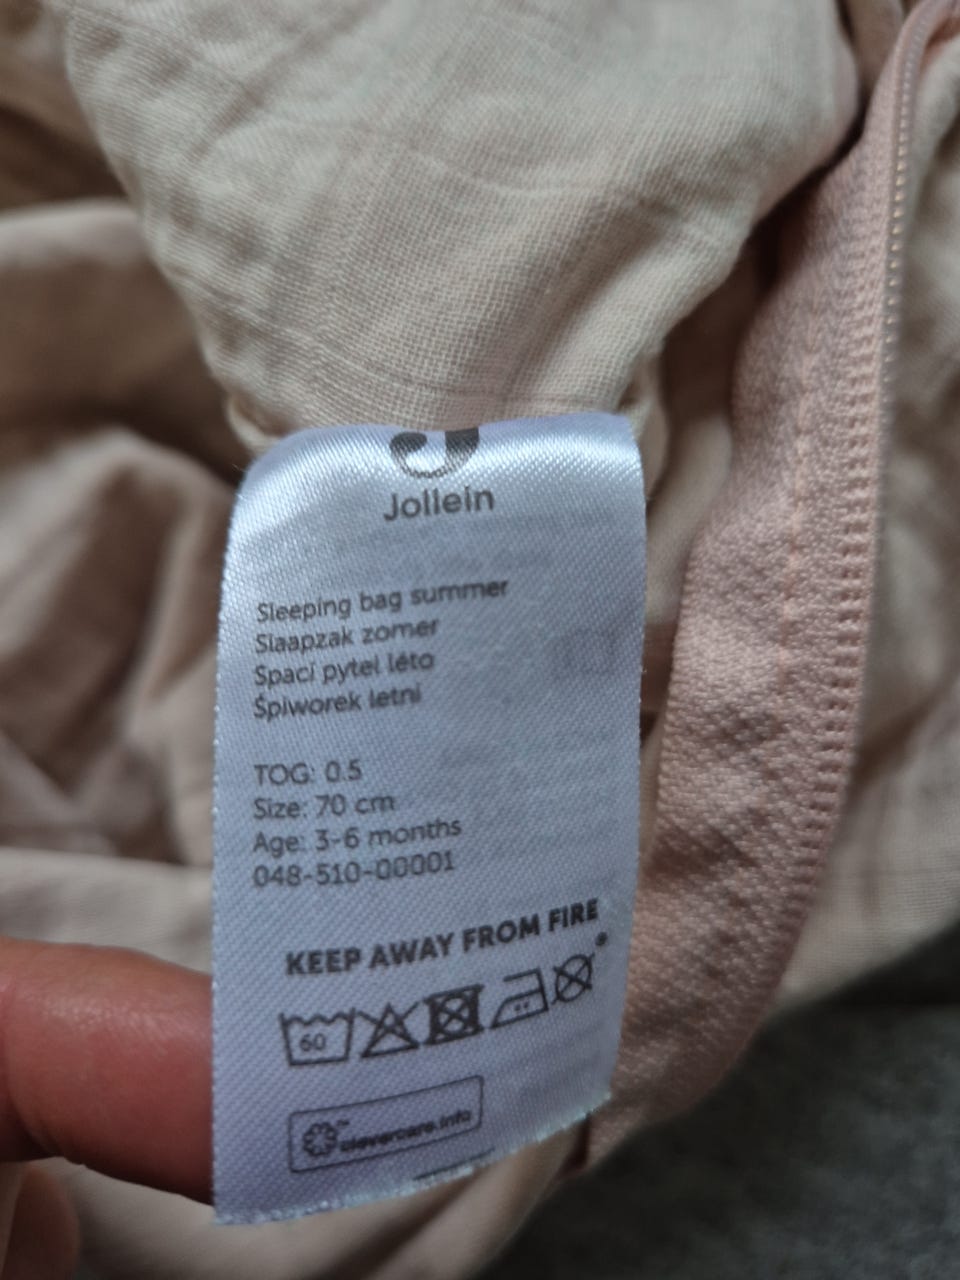 Jollein
Sleeping bag summer
Slaapzak zomer
Spací pytel léto
Śpiworek letni
TOG: 0.5
Size: 70 cm
Age: 3-6 months
048-510-00001
KEEP AWAY FROM FIRE
60
™
clevercare.info